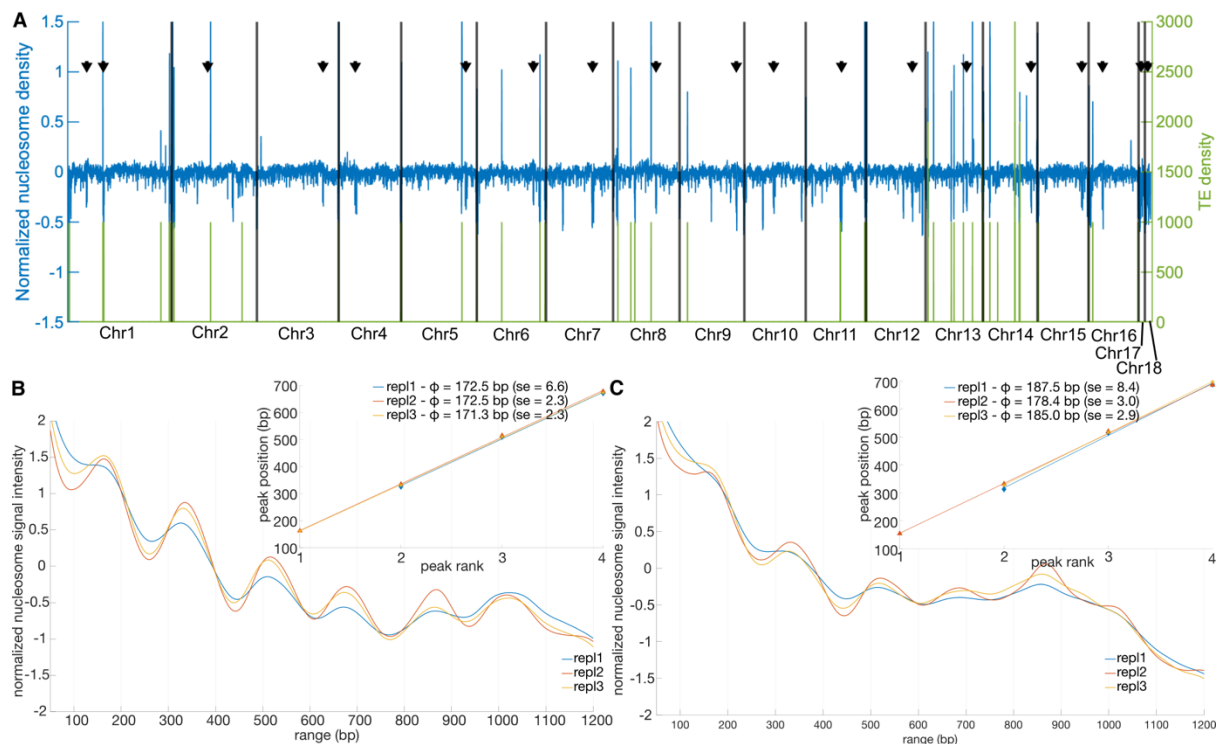 A
Normalized nucleosome density
1.5
1
0.5
0
-0.5
-1
-1.5
3000
2500
2000
1500
1000
500
0
TE density
Chr1 Chr2 Chr3 Chr4 Chr5 Chr6 Chr7 Chr8 Chr9 Chr10 Chr11 Chr12 Chr13 Chr14 Chr15 Chr16
Chr17
Chr18
B
normalized nucleosome signal intensity
2
1.5
1
0.5
0
-0.5
-1
-1.5
-2
100 200 300 400 500 600 700 800 900 1000 1100 1200
range (bp)
peak position (bp)
700
600
500
400
300
200
100
1 2 3 4
peak rank
repl1 - ϕ = 172.5 bp (se = 6.6)
repl2 - ϕ = 172.5 bp (se = 2.3)
repl3 - ϕ = 171.3 bp (se = 2.3)
repl1
repl2
repl3
C
normalized nucleosome signal intensity
2
1.5
1
0.5
0
-0.5
-1
-1.5
-2
100 200 300 400 500 600 700 800 900 1000 1100 1200
range (bp)
peak position (bp)
700
600
500
400
300
200
100
1 2 3 4
peak rank
repl1 - ϕ = 187.5 bp (se = 8.4)
repl2 - ϕ = 178.4 bp (se = 3.0)
repl3 - ϕ = 185.0 bp (se = 2.9)
repl1
repl2
repl3